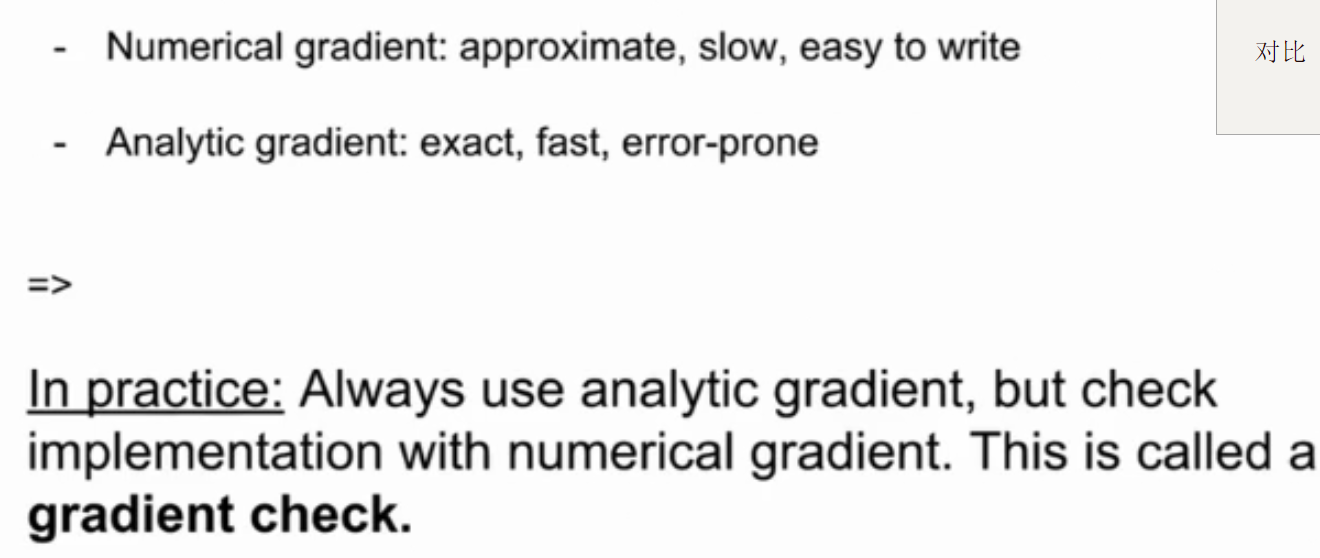 - Numerical gradient: approximate, slow, easy to write
对比
- Analytic gradient: exact, fast, error-prone
=>
In practice: Always use analytic gradient, but check
implementation with numerical gradient. This is called a
gradient check.